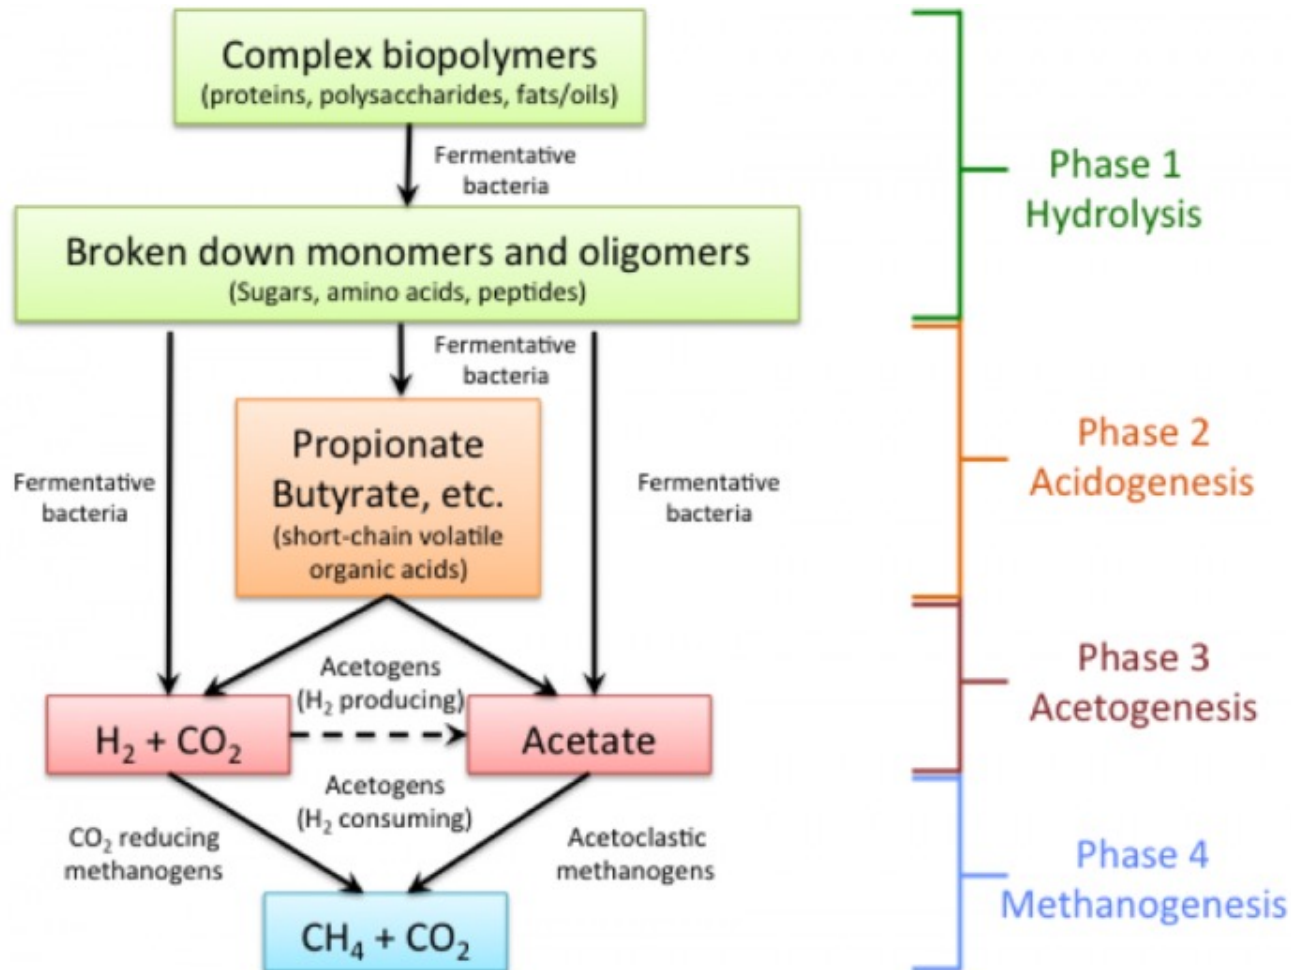 Complex biopolymers
(proteins, polysaccharides, fats/oils)
Fermentative
bacteria
Phase 1
Hydrolysis
Broken down monomers and oligomers
(Sugars, amino acids, peptides)
Fermentative
bacteria
Propionate
Butyrate, etc.
(short-chain volatile
organic acids)
Fermentative
bacteria
Fermentative
bacteria
Phase 2
Acidogenesis
Acetogens
(H₂ producing)
H₂ + CO₂
Acetate
Acetogens
(H₂ consuming)
Phase 3
Acetogenesis
CO₂ reducing
methanogens
Acetoclastic
methanogens
CH₄ + CO₂
Phase 4
Methanogenesis